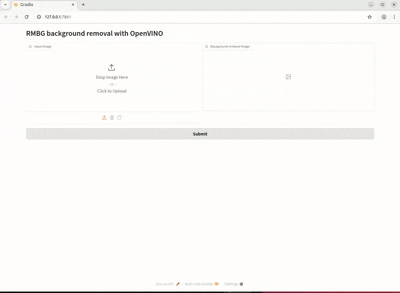 Gradio
127.0.0.1:7861
RMBG background removal with OpenVINO
Input Image
Background removed image
Drop Image Here
- or -
Click to Upload
Submit
Use via API
Built with Gradio
Settings